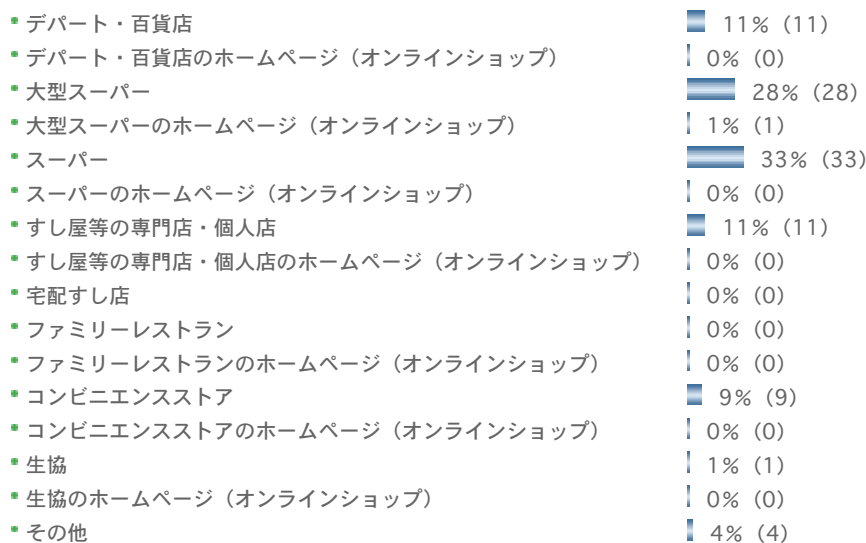 デパート・百貨店 11% (11)
デパート・百貨店のホームページ（オンラインショップ） 0% (0)
大型スーパー 28% (28)
大型スーパーのホームページ（オンラインショップ） 1% (1)
スーパー 33% (33)
スーパーのホームページ（オンラインショップ） 0% (0)
すし屋等の専門店・個人店 11% (11)
すし屋等の専門店・個人店のホームページ（オンラインショップ） 0% (0)
宅配すし店 0% (0)
ファミリーレストラン 0% (0)
ファミリーレストランのホームページ（オンラインショップ） 0% (0)
コンビニエンスストア 9% (9)
コンビニエンスストアのホームページ（オンラインショップ） 0% (0)
生協 1% (1)
生協のホームページ（オンラインショップ） 0% (0)
その他 4% (4)